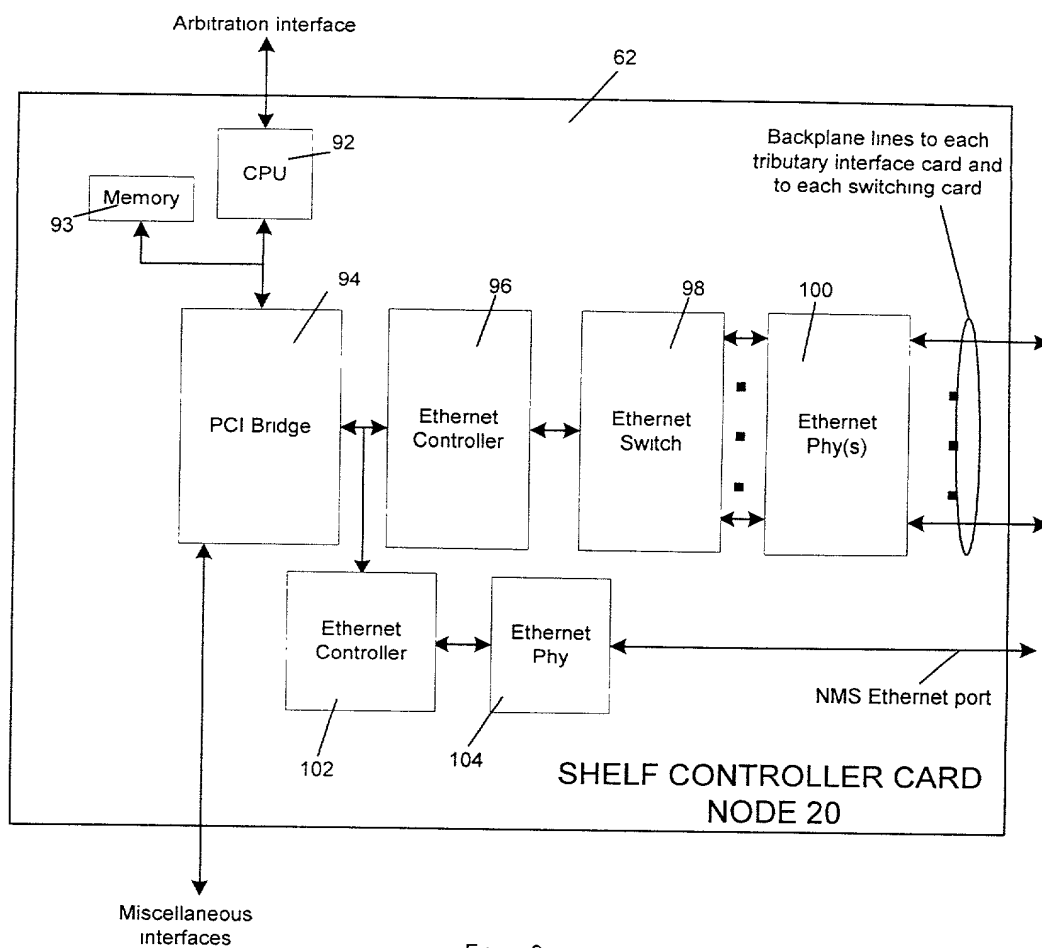 Arbitration interface
62
92
CPU
Memory
93
Backplane lines to each
tributary interface card and
to each switching card
94
96
98
100
PCI Bridge
Ethernet
Controller
Ethernet
Switch
Ethernet
Phy(s)
Ethernet
Controller
Ethernet
Phy
NMS Ethernet port
102
104
SHELF CONTROLLER CARD
NODE 20
Miscellaneous
interfaces